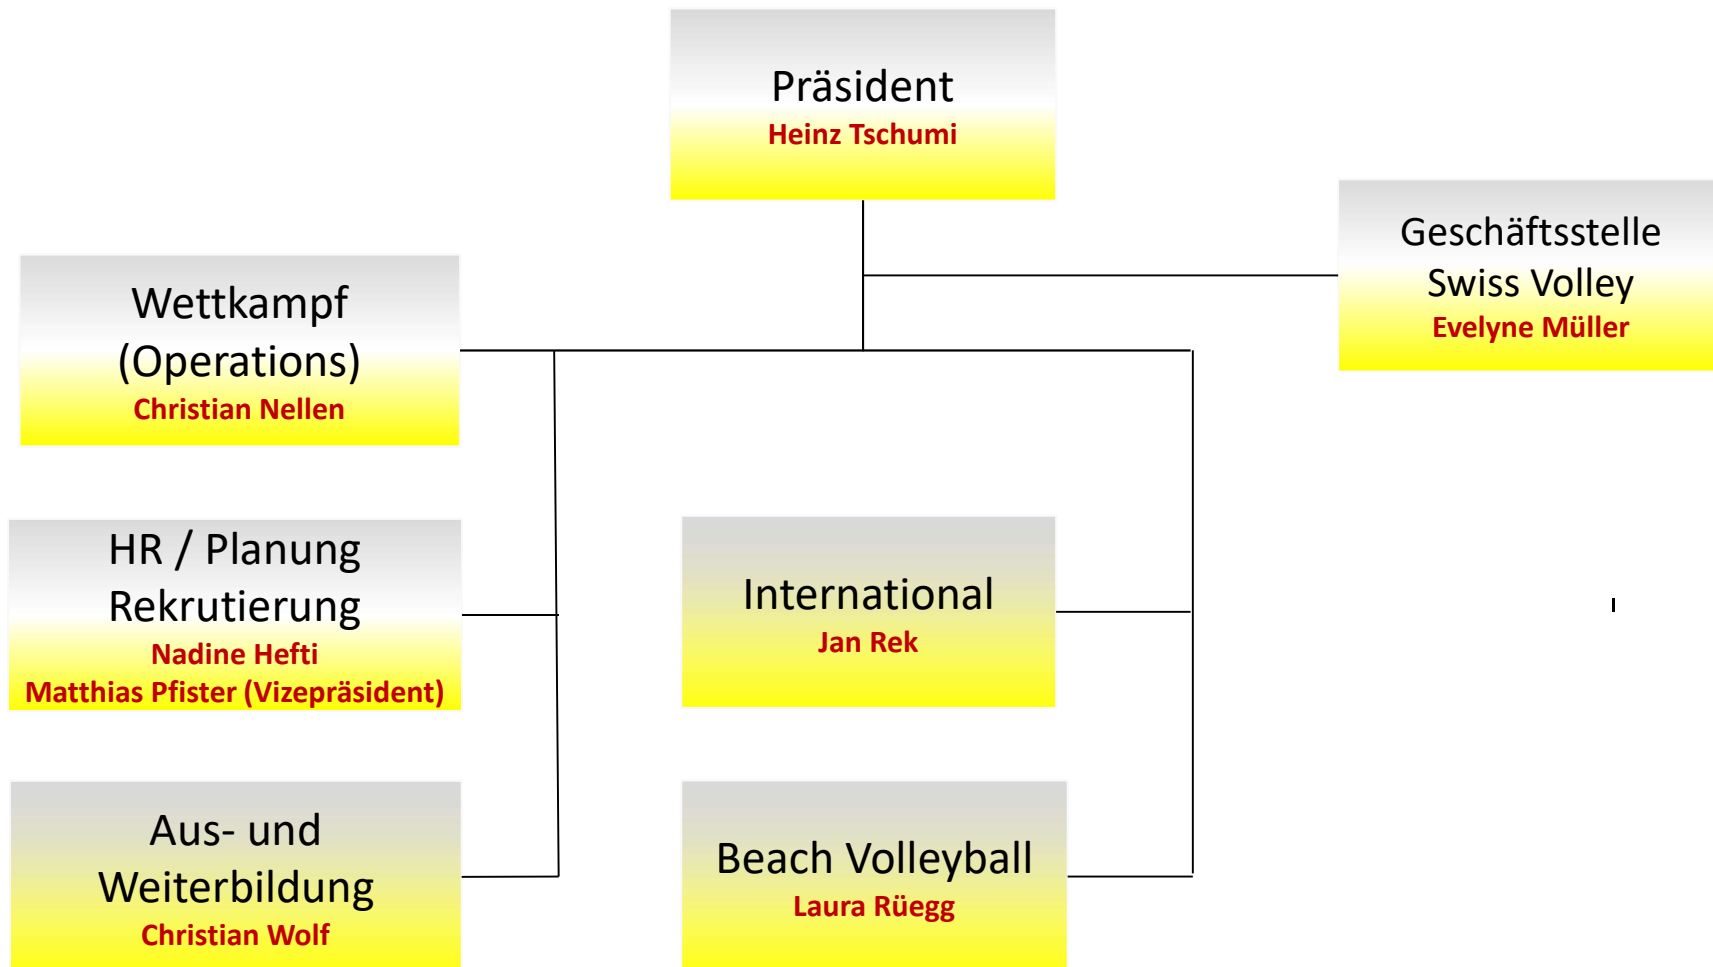 Präsident
Heinz Tschumi
Geschäftsstelle
Swiss Volley
Evelyne Müller
Wettkampf
(Operations)
Christian Nellen
HR / Planung
Rekrutierung
Nadine Hefti
Matthias Pfister (Vizepräsident)
International
Jan Rek
Aus- und
Weiterbildung
Christian Wolf
Beach Volleyball
Laura Rüegg